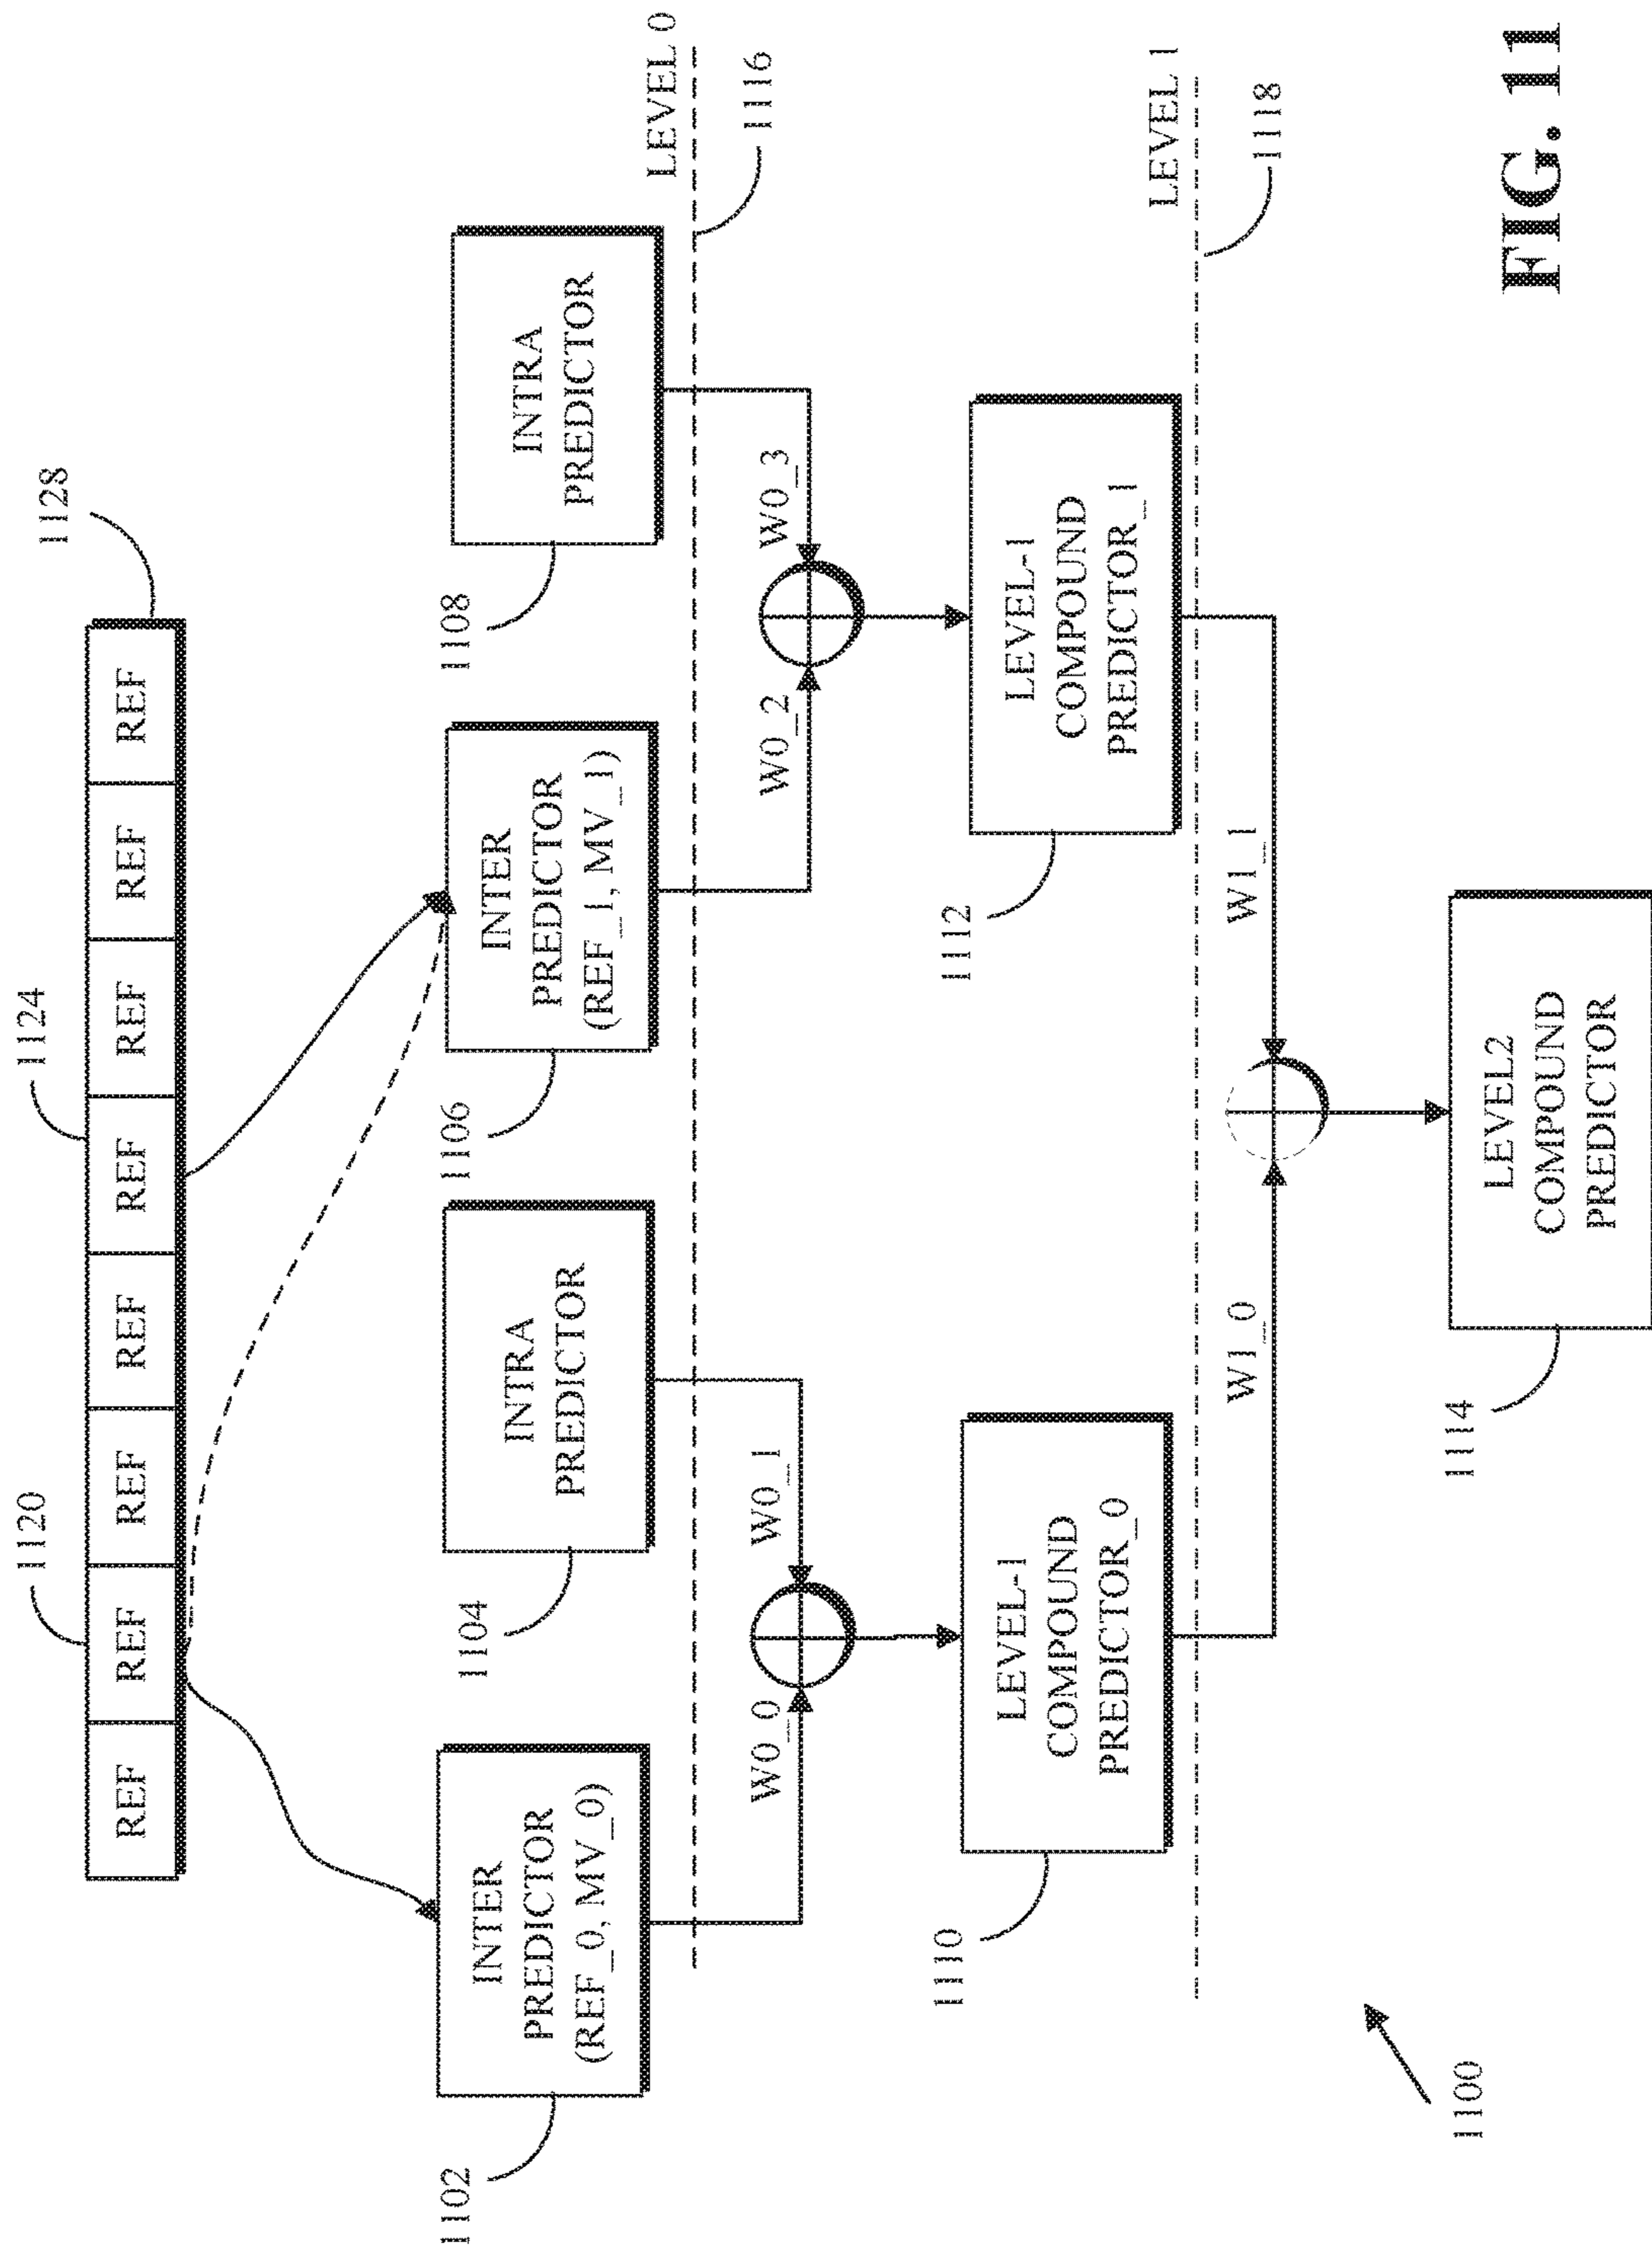 1120
1124
1128
REF
REF
REF
REF
REF
REF
REF
REF
1102
INTER
PREDICTOR
(REF_0, MV_0)
1104
INTRA
PREDICTOR
1106
INTER
PREDICTOR
(REF_1, MV_1)
1108
INTRA
PREDICTOR
LEVEL 0
1116
W0_0
W0_1
W0_2
W0_3
1110
LEVEL-1
COMPOUND
PREDICTOR_0
1112
LEVEL-1
COMPOUND
PREDICTOR_1
LEVEL 1
1118
W1_0
W1_1
1114
LEVEL2
COMPOUND
PREDICTOR
1100
FIG. 11